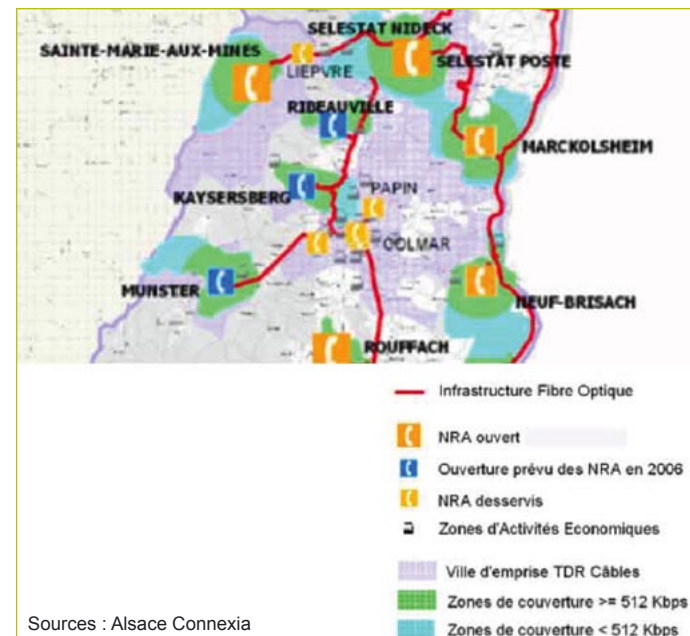 SELESTAT NIDECK
SAINTE-MARIE-AUX-MINES
LIEPVRE
SELESTAT POSTE
RIBEAUVILLE
MARCKOLSHEIM
KAYSERSBERG
PAPIN
COLMAR
MUNSTER
NEUF-BRISACH
ROUFFACH
Infrastructure Fibre Optique
NRA ouvert
Ouverture prévu des NRA en 2006
NRA desservis
Zones d'Activités Economiques
Ville d'emprise TDR Câbles
Zones de couverture >= 512 Kbps
Zones de couverture < 512 Kbps
Sources : Alsace Connexia